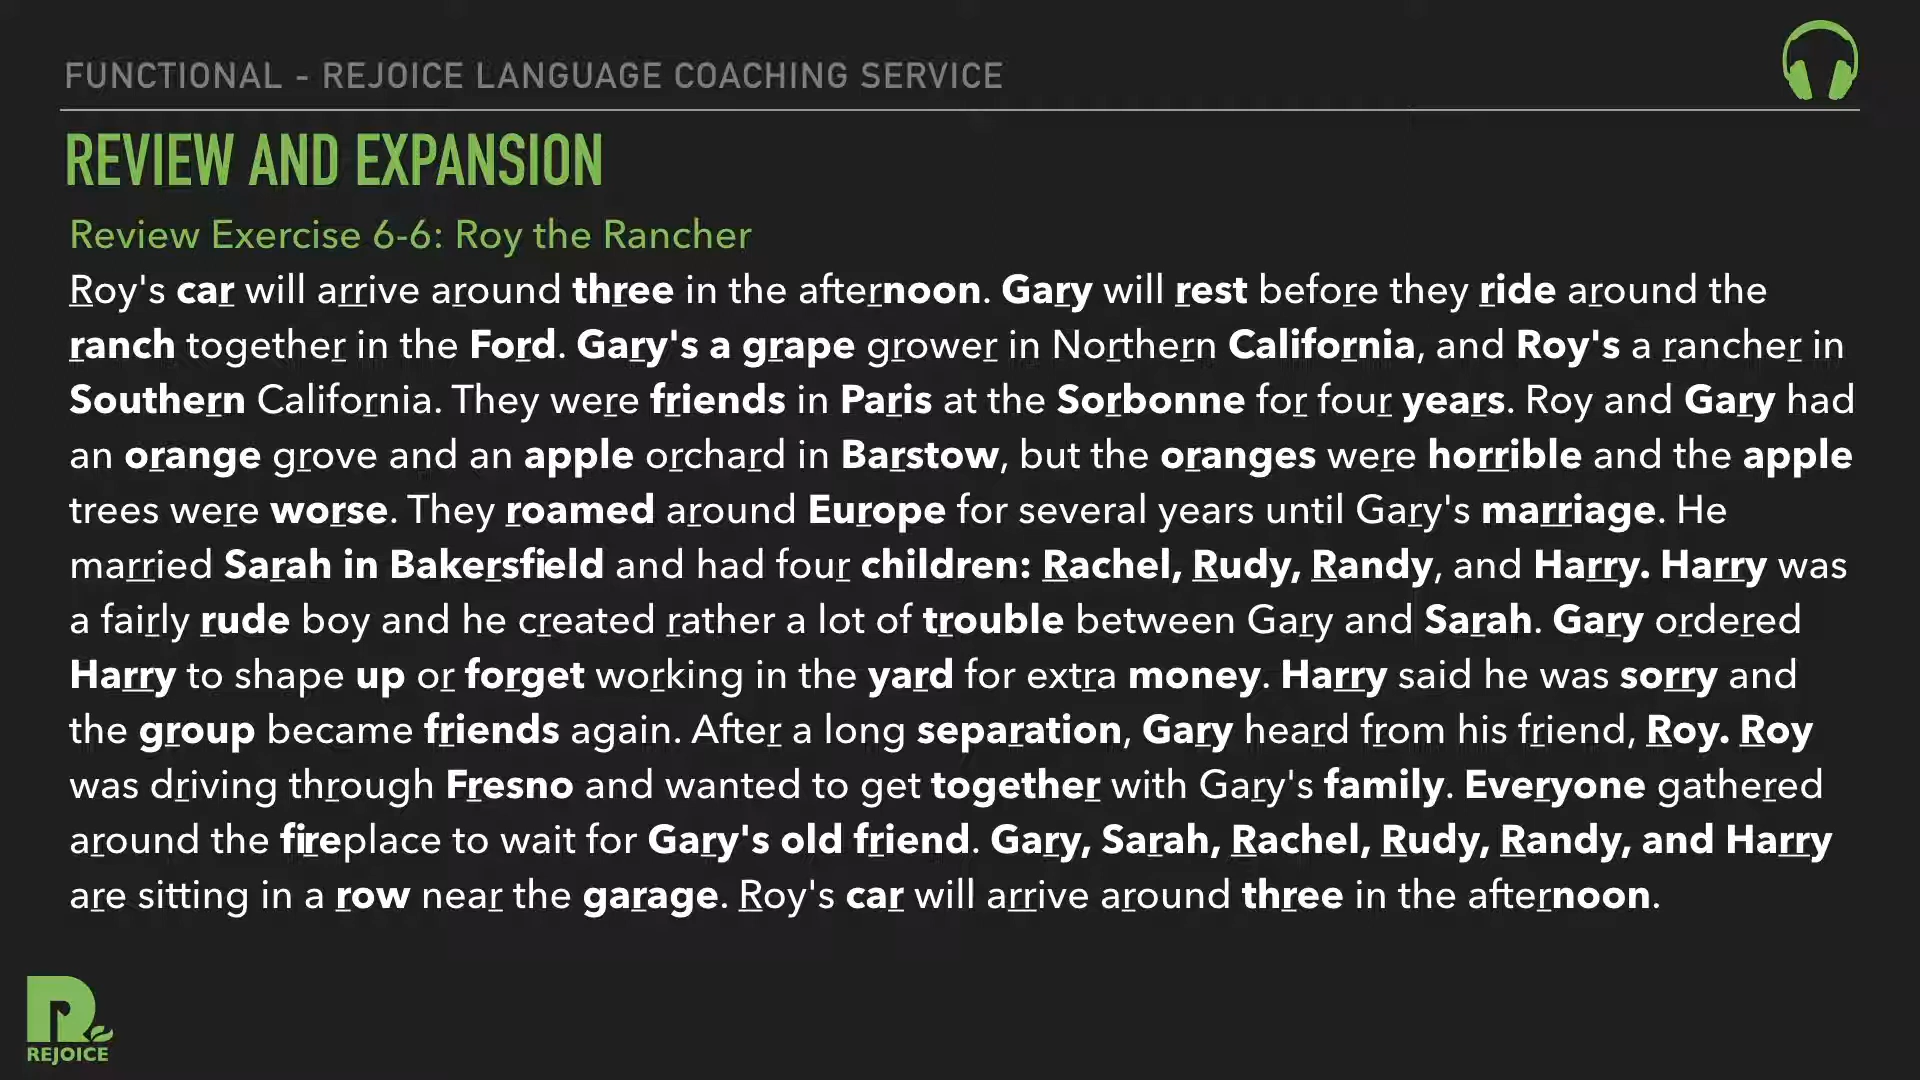 FUNCTIONAL - REJOICE LANGUAGE COACHING SERVICE
REVIEW AND EXPANSION
Review Exercise 6-6: Roy the Rancher
Roy's car will arrive around three in the afternoon. Gary will rest before they ride around the
ranch together in the Ford. Gary's a grape grower in Northern California, and Roy's a rancher in
Southern California. They were friends in Paris at the Sorbonne for four years. Roy and Gary had
an orange grove and an apple orchard in Barstow, but the oranges were horrible and the apple
trees were worse. They roamed around Europe for several years until Gary's marriage. He
married Sarah in Bakersfield and had four children: Rachel, Rudy, Randy, and Harry. Harry was
a fairly rude boy and he created rather a lot of trouble between Gary and Sarah. Gary ordered
Harry to shape up or forget working in the yard for extra money. Harry said he was sorry and
the group became friends again. After a long separation, Gary heard from his friend, Roy. Roy
was driving through Fresno and wanted to get together with Gary's family. Everyone gathered
around the fireplace to wait for Gary's old friend. Gary, Sarah, Rachel, Rudy, Randy, and Harry
are sitting in a row near the garage. Roy's car will arrive around three in the afternoon.
REJOICE